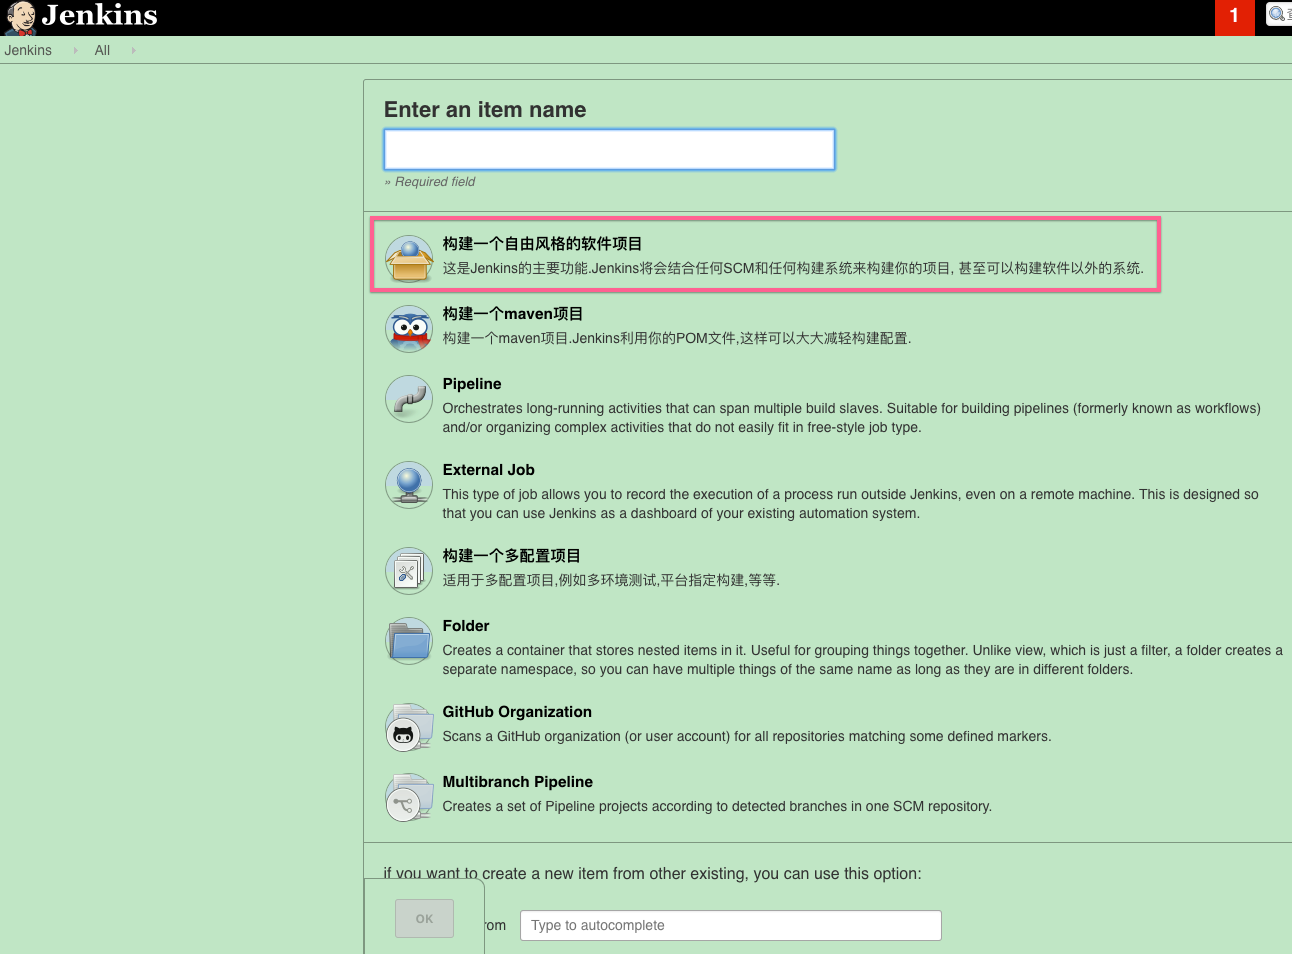 Jenkins
1
Jenkins
All
Enter an item name
» Required field
构建一个自由风格的软件项目
这是Jenkins的主要功能.Jenkins将会结合任何SCM和任何构建系统来构建你的项目, 甚至可以构建软件以外的系统.
构建一个maven项目
构建一个maven项目.Jenkins利用你的POM文件,这样可以大大减轻构建配置.
Pipeline
Orchestrates long-running activities that can span multiple build slaves. Suitable for building pipelines (formerly known as workflows)
and/or organizing complex activities that do not easily fit in free-style job type.
External Job
This type of job allows you to record the execution of a process run outside Jenkins, even on a remote machine. This is designed so
that you can use Jenkins as a dashboard of your existing automation system.
构建一个多配置项目
适用于多配置项目,例如多环境测试,平台指定构建,等等.
Folder
Creates a container that stores nested items in it. Useful for grouping things together. Unlike view, which is just a filter, a folder creates a
separate namespace, so you can have multiple things of the same name as long as they are in different folders.
GitHub Organization
Scans a GitHub organization (or user account) for all repositories matching some defined markers.
Multibranch Pipeline
Creates a set of Pipeline projects according to detected branches in one SCM repository.
if you want to create a new item from other existing, you can use this option:
OK
rom
Type to autocomplete